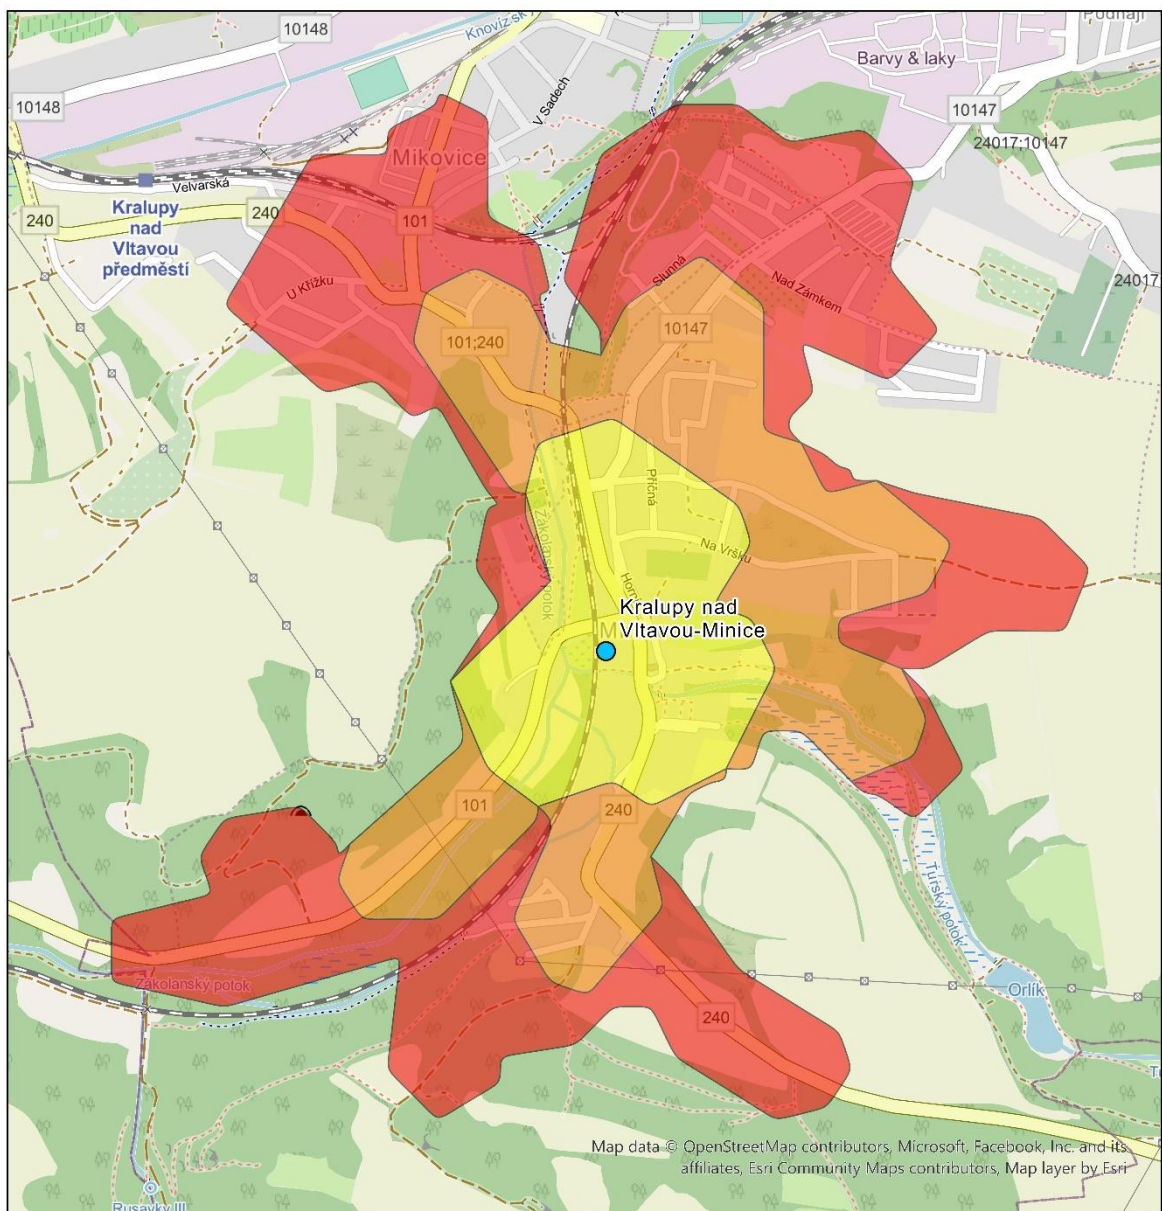 Knovízský
Podhájí
10148
Barvy & laky
10148
V Sadech
10147
24017;10147
Mikovice
Velvarská
240
240
101
Kralupy
nad
Vltavou
předměstí
U Křížku
Slunná
Nad Zámkem
24017
101;240
10147
Příčná
Zákolanský potok
Na Vršku
Horní
Kralupy nad
Vltavou-Minice
101
240
Turský potok
Zákolanský potok
Orlík
240
Map data © OpenStreetMap contributors, Microsoft, Facebook, Inc. and its
affiliates, Esri Community Maps contributors, Map layer by Esri
Rusavky III